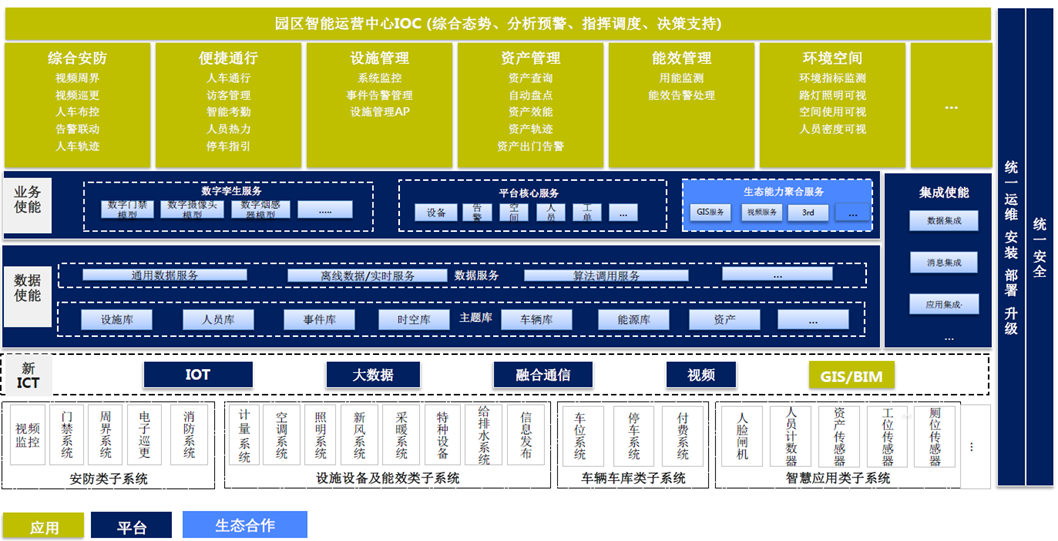 园区智能运营中心IOC (综合态势、分析预警、指挥调度、决策支持)
综合安防
视频周界
视频巡更
人车布控
告警联动
人车轨迹
便捷通行
人车通行
访客管理
智能考勤
人员热力
停车指引
设施管理
系统监控
事件告警管理
设施管理AP
资产管理
资产查询
自动盘点
资产效能
资产轨迹
资产出门告警
能效管理
用能监测
能效告警处理
环境空间
环境指标监测
路灯照明可视
空间使用可视
人员密度可视
...
业务
使能
数字孪生服务
数字门禁
模型
数字摄像头
模型
数字烟感
器模型
.....
平台核心服务
设备
告
警
空
间
人
员
工
单
...
生态能力聚合服务
GIS服务
视频服务
3rd
...
集成使能
数据集成
消息集成
应用集成·
...
数据
使能
通用数据服务
离线数据/实时服务
数据服务
算法调用服务
...
设施库
人员库
事件库
时空库
主题库
车辆库
能源库
资产
...
新
ICT
IOT
大数据
融合通信
视频
GIS/BIM
视频
监控
门禁系统
周界系统
电子巡更
消防系统
安防类子系统
计量系统
空调系统
照明系统
新风系统
采暖系统
特种设备
给排水系统
信息发布
设施设备及能效类子系统
车位系统
停车系统
付费系统
车辆车库类子系统
人脸闸机
人员计数器
资产传感器
工位传感器
厕位传感器
智慧应用类子系统
...
统一运维 安装 部署 升级
统一安全
应用
平台
生态合作